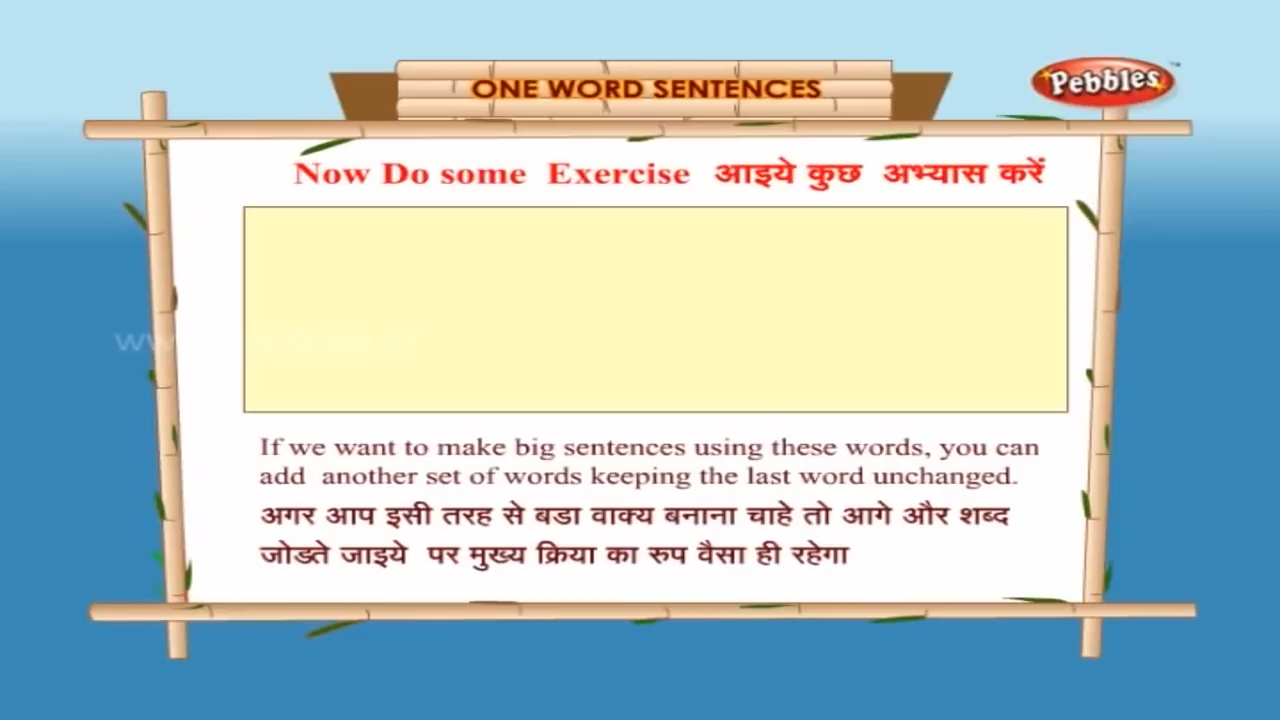 ONE WORD SENTENCES
Pebbles
Now Do some Exercise आइये कुछ अभ्यास करें
If we want to make big sentences using these words, you can
add another set of words keeping the last word unchanged.
अगर आप इसी तरह से बडा वाक्य बनाना चाहे तो आगे और शब्द
जोडते जाइये पर मुख्य क्रिया का रुप वैसा ही रहेगा